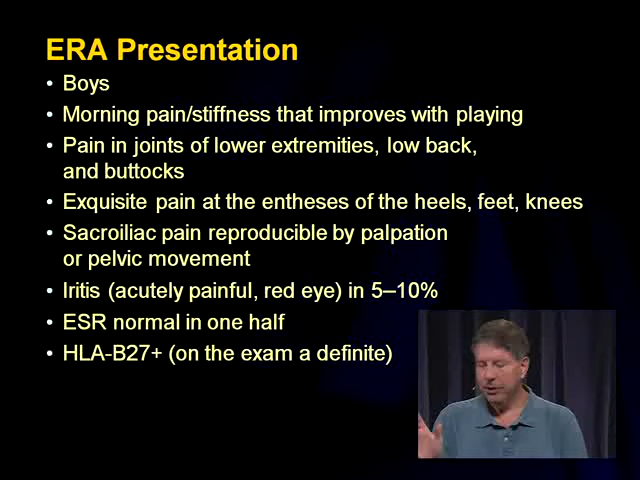 ERA Presentation
• Boys
• Morning pain/stiffness that improves with playing
• Pain in joints of lower extremities, low back,
and buttocks
• Exquisite pain at the entheses of the heels, feet, knees
• Sacroiliac pain reproducible by palpation
or pelvic movement
• Iritis (acutely painful, red eye) in 5–10%
• ESR normal in one half
• HLA-B27+ (on the exam a definite)